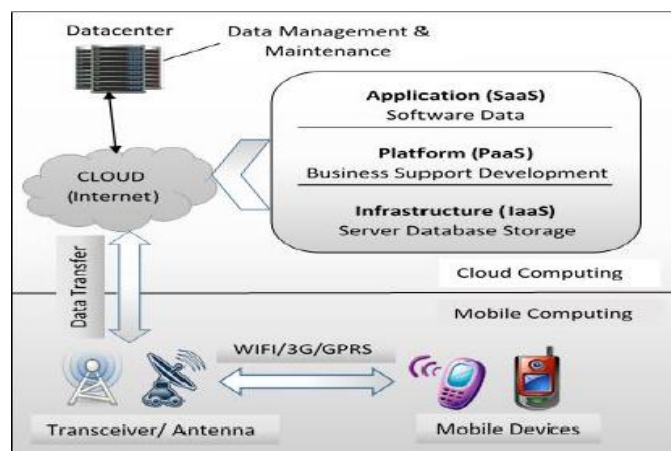 Datacenter
Data Management &
Maintenance
Application (SaaS)
Software Data
Platform (PaaS)
Business Support Development
Infrastructure (IaaS)
Server Database Storage
CLOUD
(Internet)
Cloud Computing
Data Transfer
Mobile Computing
WIFI/3G/GPRS
Transceiver/ Antenna
Mobile Devices